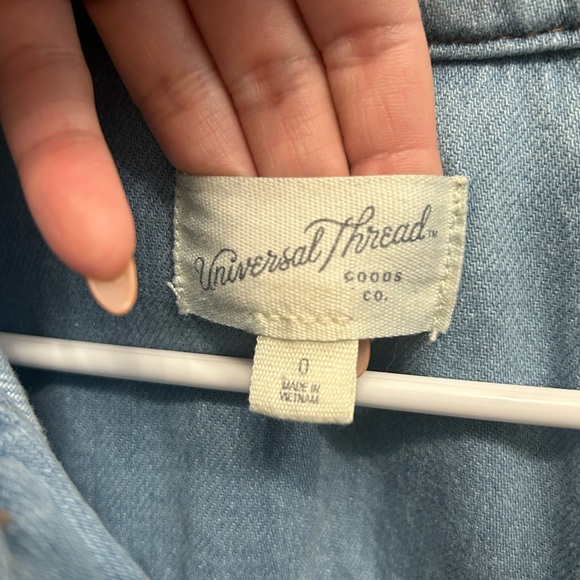 Universal Thread™
GOODS
CO.
0
MADE IN
VIETNAM